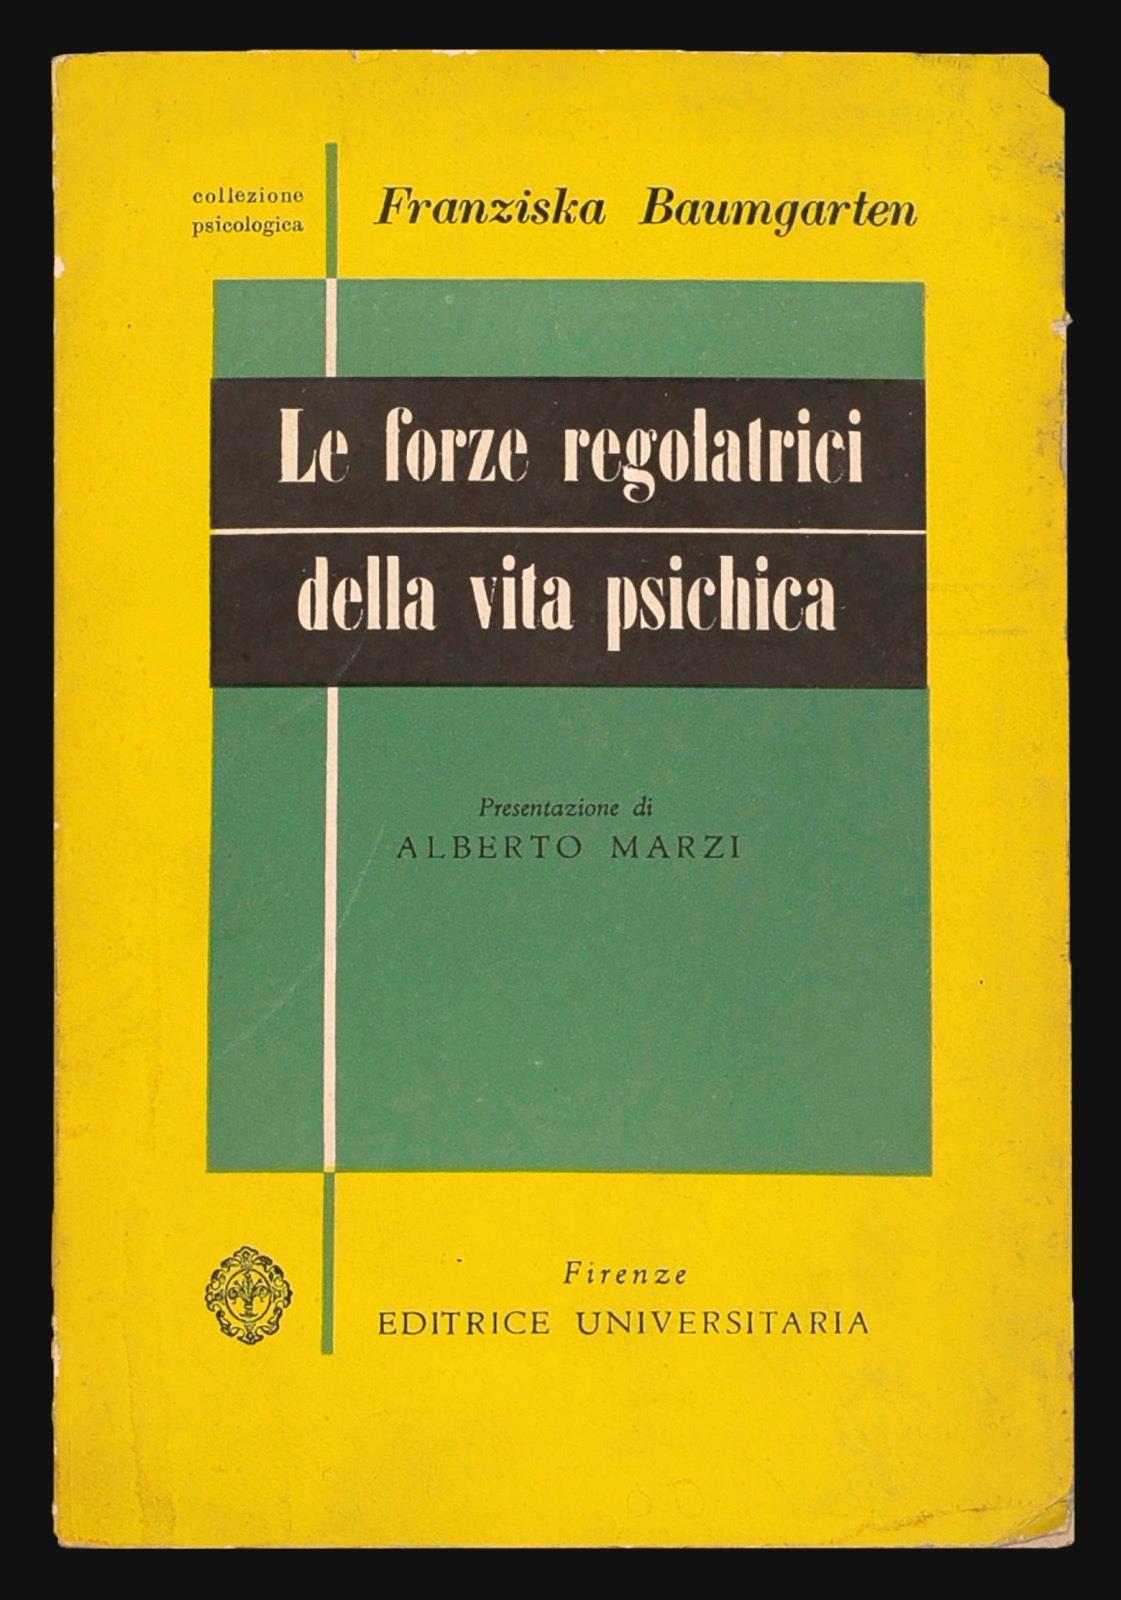 collezione
psicologica
Franziska Baumgarten
Le forze regolatrici
della vita psichica
Presentazione di
ALBERTO MARZI
Firenze
EDITRICE UNIVERSITARIA